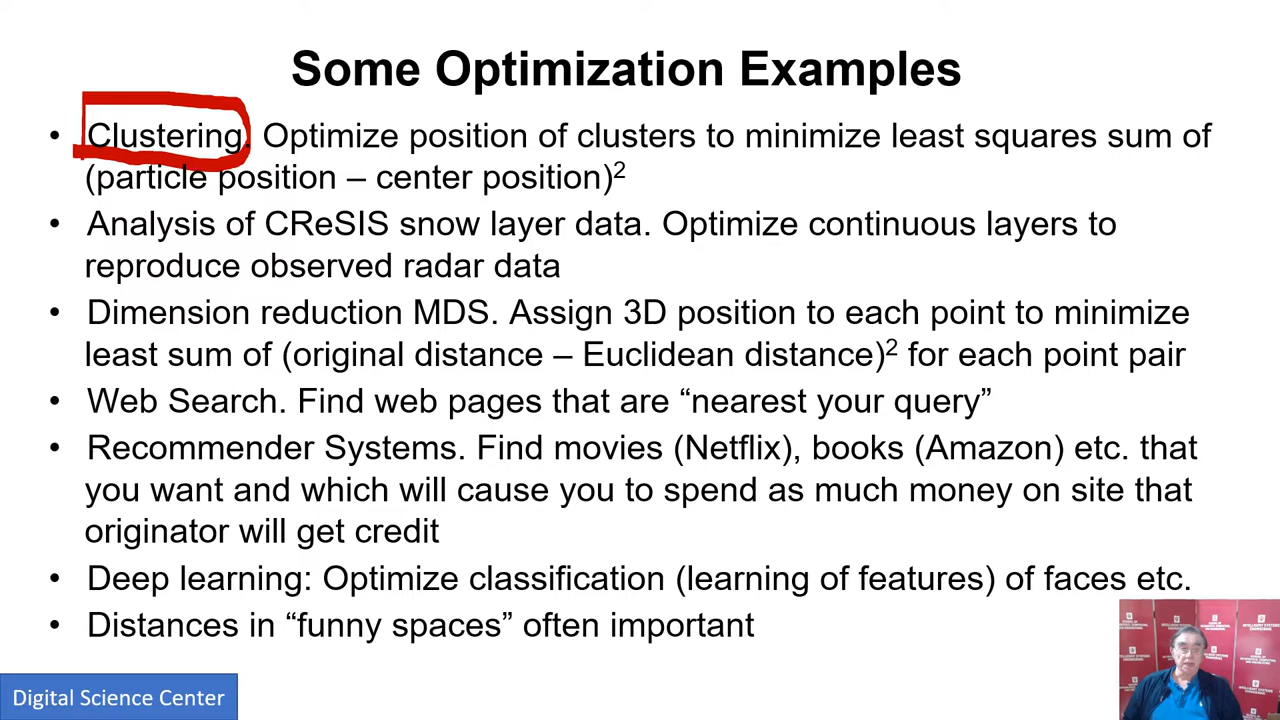 Some Optimization Examples
• Clustering. Optimize position of clusters to minimize least squares sum of
(particle position – center position)²
• Analysis of CReSIS snow layer data. Optimize continuous layers to
reproduce observed radar data
• Dimension reduction MDS. Assign 3D position to each point to minimize
least sum of (original distance – Euclidean distance)² for each point pair
• Web Search. Find web pages that are “nearest your query”
• Recommender Systems. Find movies (Netflix), books (Amazon) etc. that
you want and which will cause you to spend as much money on site that
originator will get credit
• Deep learning: Optimize classification (learning of features) of faces etc.
• Distances in “funny spaces” often important
Digital Science Center